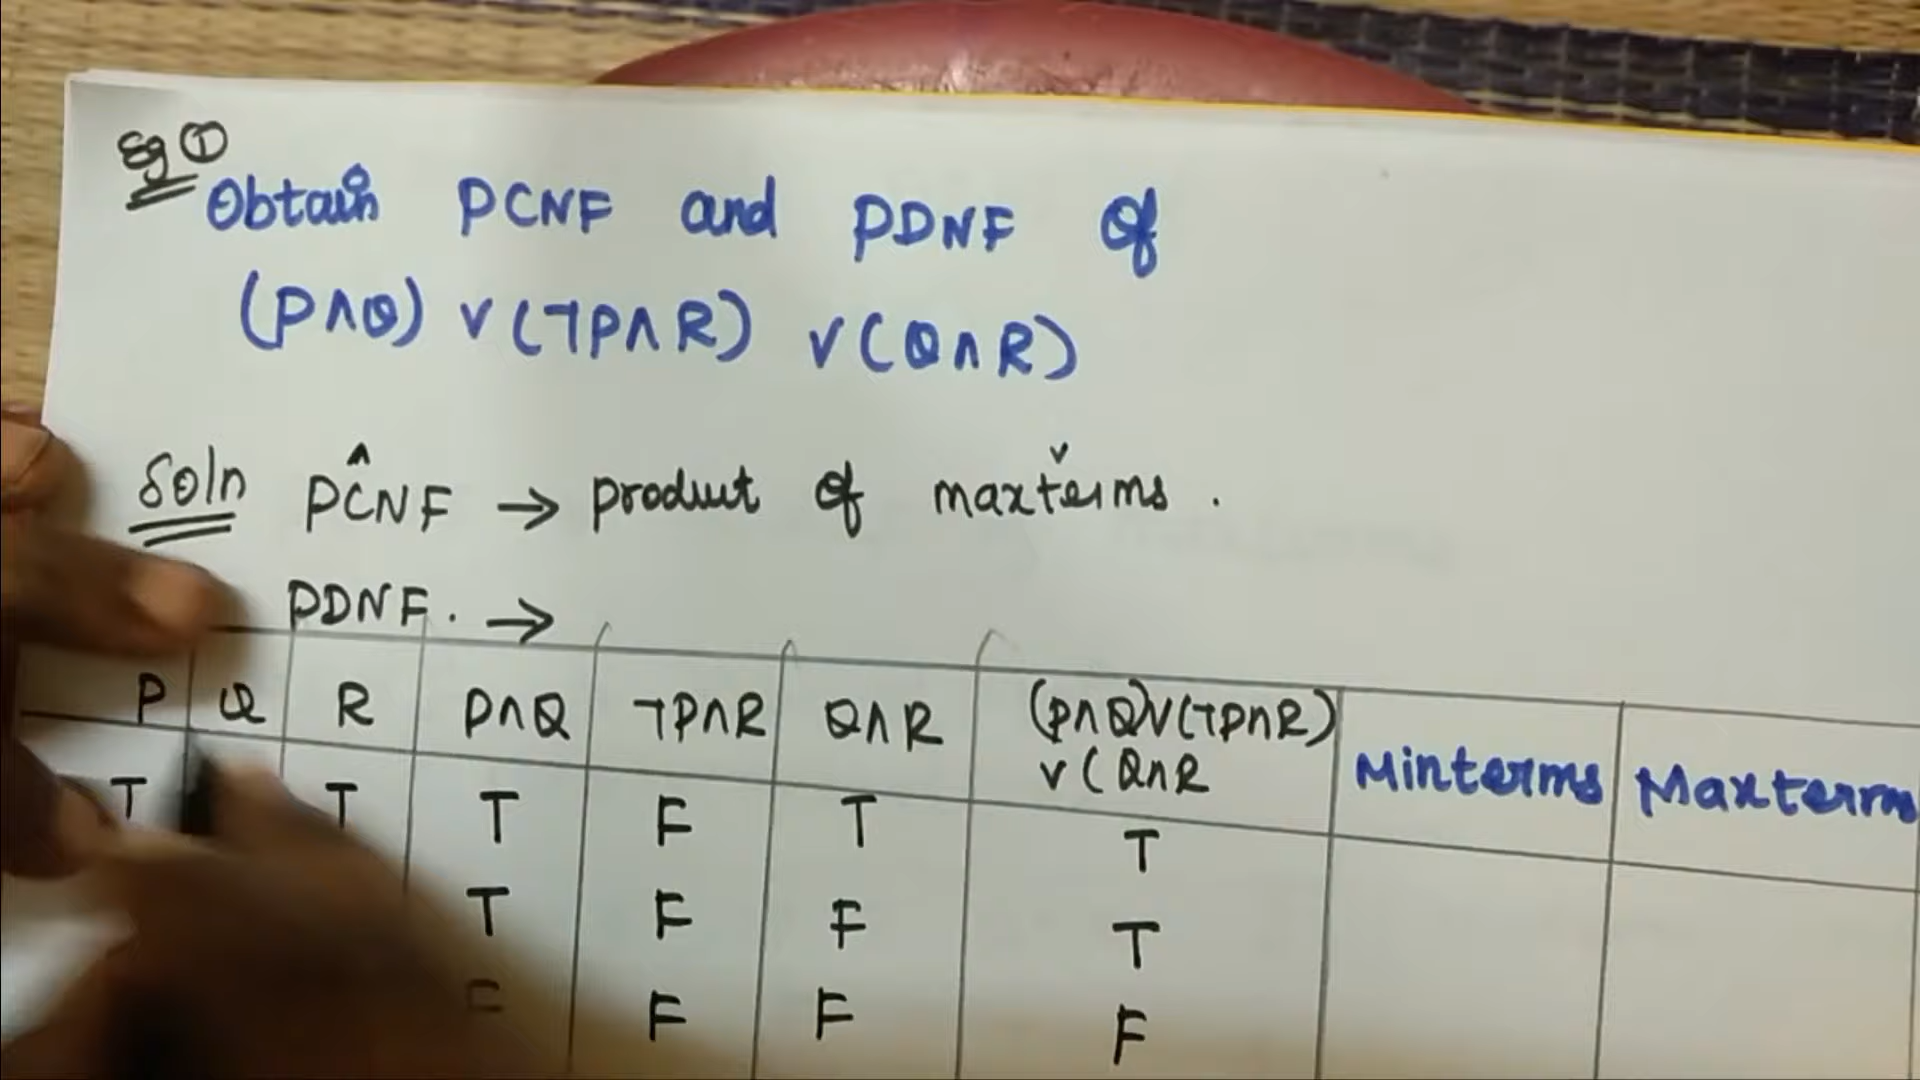 Eg ①
Obtain PCNF and PDNF of
(P∧Q) ∨ (¬P∧R) ∨ (Q∧R)
Soln PCNF → product of maxterms .
∧ ∨
PDNF. →
P Q R P∧Q ¬P∧R Q∧R (P∧Q)∨(¬P∧R) ∨(Q∧R Minterms Maxterm
T T T F T T
T F F T
F F F F